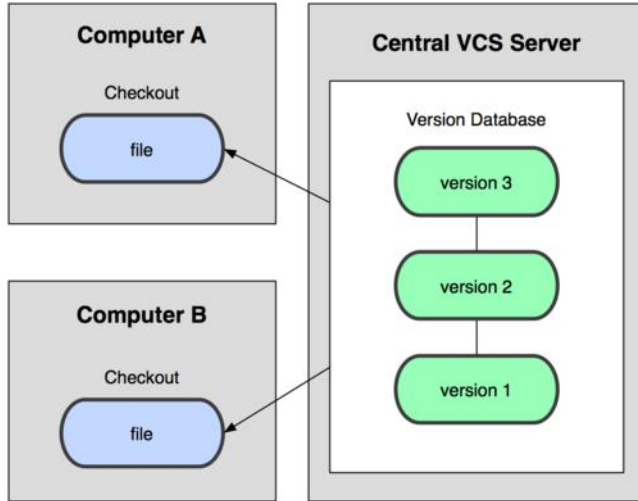 Computer A
Checkout
file
Computer B
Checkout
file
Central VCS Server
Version Database
version 3
version 2
version 1